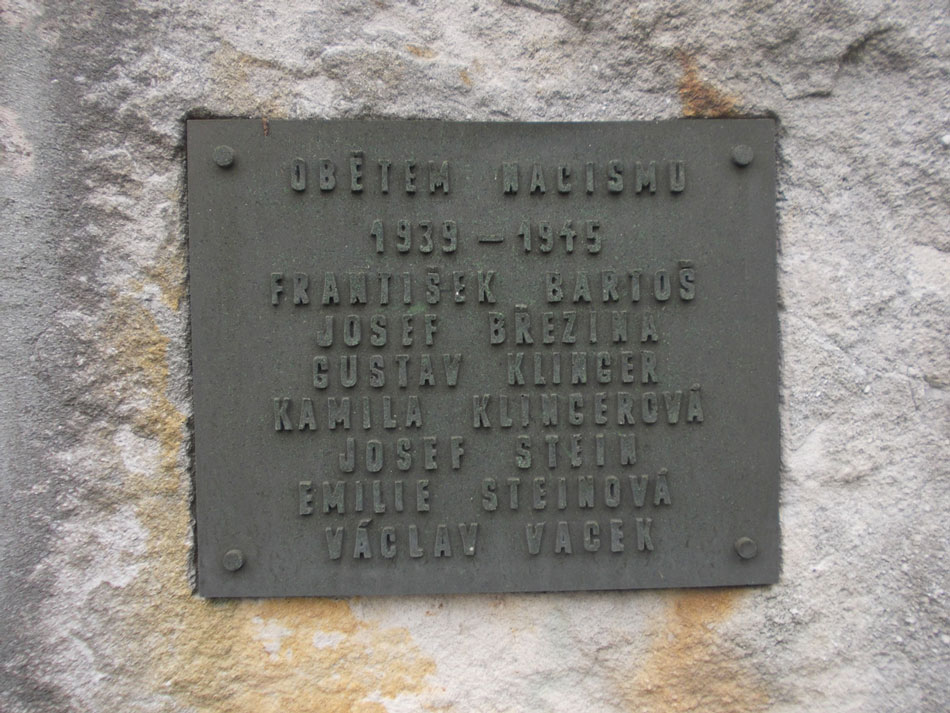 OBĚTEM NACISMU
1939 – 1945
FRANTIŠEK BARTOŠ
JOSEF BŘEZINA
GUSTAV KLINGER
KAMILA KLINGEROVÁ
JOSEF STEIN
EMILIE STEINOVÁ
VÁCLAV VACEK